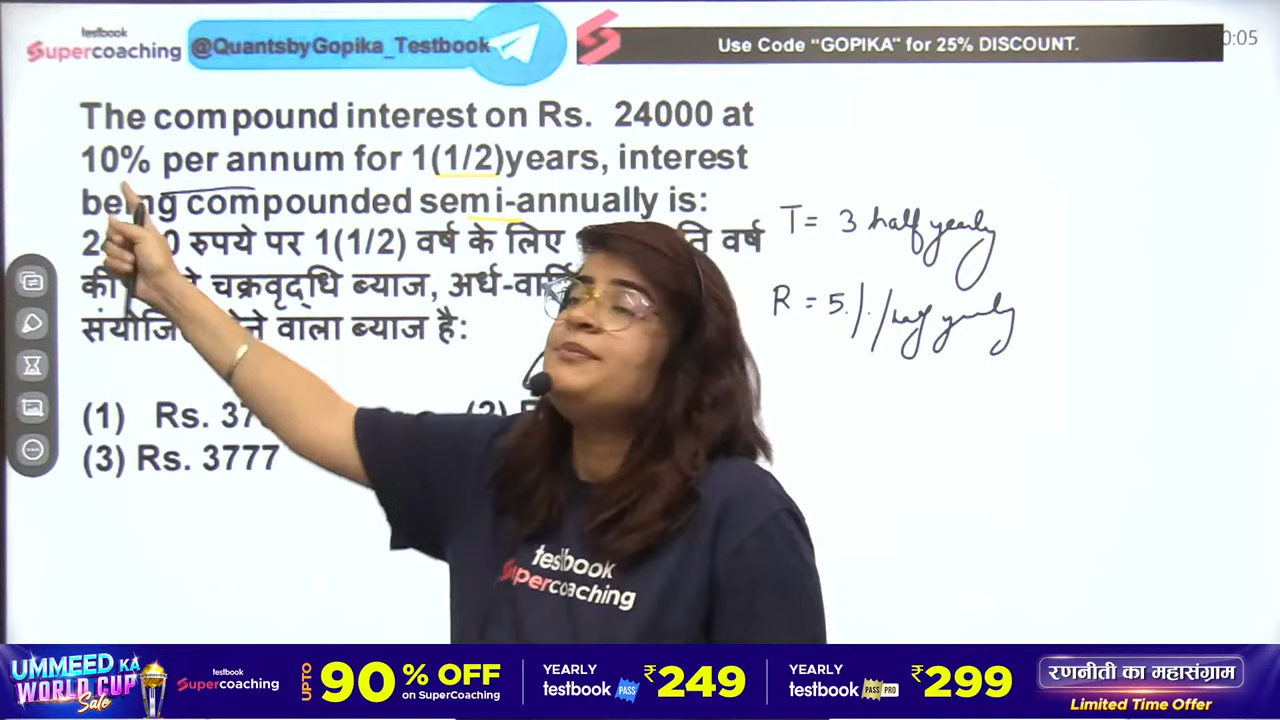 testbook
Supercoaching
@QuantsbyGopika_Testbook
Use Code "GOPIKA" for 25% DISCOUNT.
0:05
The compound interest on Rs. 24000 at
10% per annum for 1(1/2)years, interest
being compounded semi-annually is:
रुपये पर 1(1/2) वर्ष के लिए वर्ष
की चक्रवृद्धि ब्याज,
वाला ब्याज है:
T = 3 half yearly
R = 5% / half yearly
(1) Rs.
(2)
(3) Rs. 3777
testbook
Supercoaching
UMMEED KA
WORLD CUP
Sale
testbook
Supercoaching
UPTO
90% OFF
on SuperCoaching
YEARLY
testbook PASS
₹249
YEARLY
testbook PASS PRO
₹299
रणनीती का महासंग्राम
Limited Time Offer